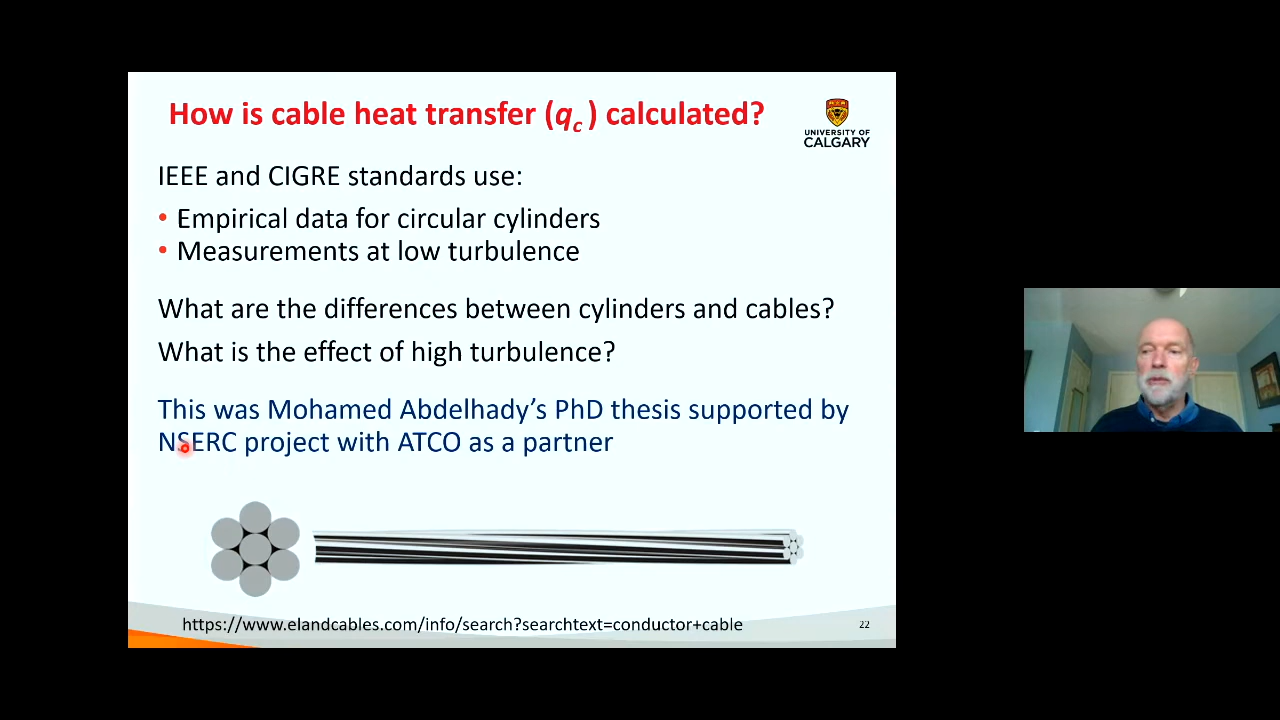 How is cable heat transfer (qc) calculated?
UNIVERSITY OF
CALGARY
IEEE and CIGRE standards use:
• Empirical data for circular cylinders
• Measurements at low turbulence
What are the differences between cylinders and cables?
What is the effect of high turbulence?
This was Mohamed Abdelhady’s PhD thesis supported by
NSERC project with ATCO as a partner
https://www.elandcables.com/info/search?searchtext=conductor+cable
22